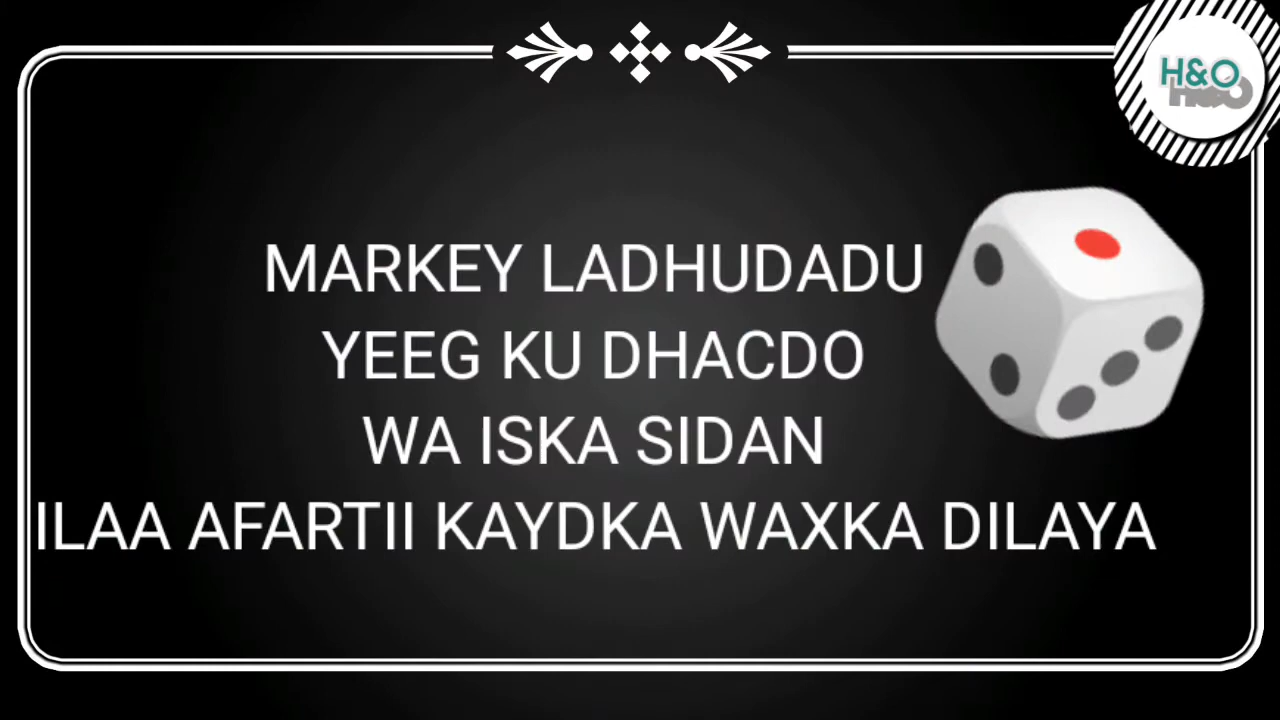 H&O
MARKEY LADHUDADU
YEEG KU DHACDO
WA ISKA SIDAN
ILAA AFARTII KAYDKA WAXKA DILAYA